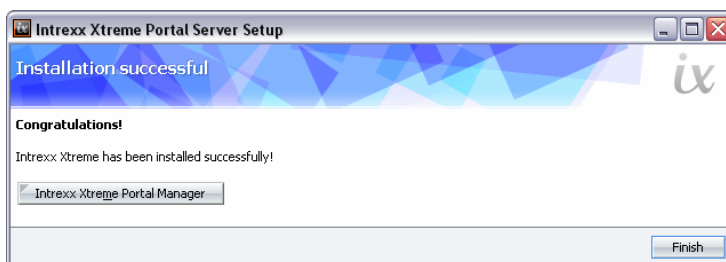 ix Intrexx Xtreme Portal Server Setup
Installation successful
ix
Congratulations!
Intrexx Xtreme has been installed successfully!
Intrexx Xtreme Portal Manager
Finish